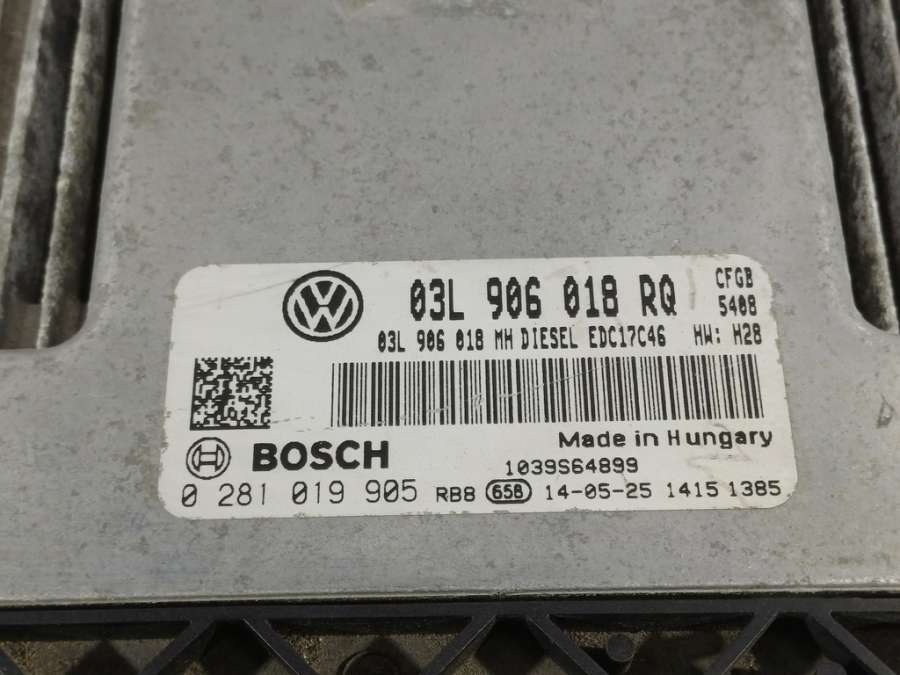 03L 906 018 RQ CFGB
5408
03L 906 018 MH DIESEL EDC17C46 HW: H28
Made in Hungary
BOSCH
1039S64899
0 281 019 905 RB8 658 14-05-25 1415 1385